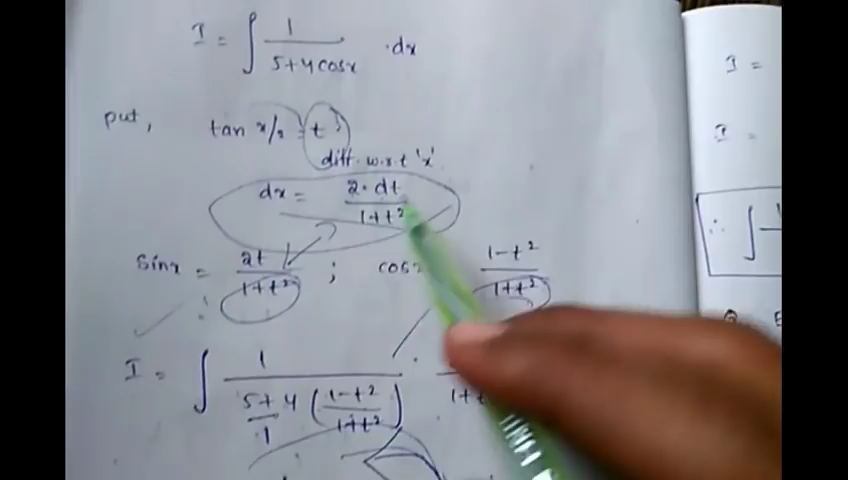 I = ∫ 1/(5+4cosx) .dx
put, tan x/2 = t
diff. w.r.t 'x'
dx = 2.dt/(1+t²)
sinx = 2t/(1+t²) ; cos 1-t²/(1+t²)
I = ∫ 1/(5/1+4((1-t²)/(1+t²))) .
I =
I =
∴ ∫